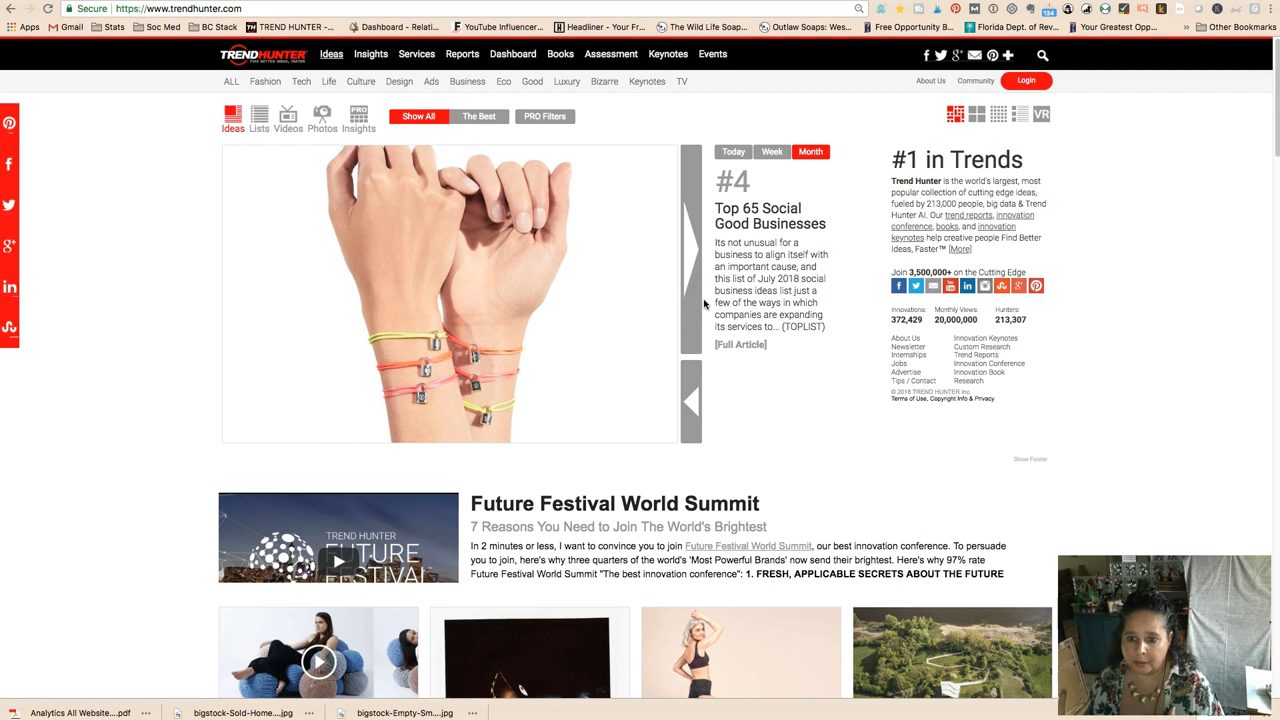 Secure https://www.trendhunter.com
Apps Gmail Stats Soc Med BC Stack TREND HUNTER -... Dashboard - Relati... YouTube Influencer... Headliner - Your Fr... The Wild Life Soap... Outlaw Soaps: Wes... Free Opportunity B... Florida Dept. of Rev... Your Greatest Opp... » Other Bookmarks
TRENDHUNTER Ideas Insights Services Reports Dashboard Books Assessment Keynotes Events
ALL Fashion Tech Life Culture Design Ads Business Eco Good Luxury Bizarre Keynotes TV About Us Community Login
Ideas Lists Videos Photos PRO Insights Show All The Best PRO Filters VR
Today Week Month
#4
Top 65 Social
Good Businesses
Its not unusual for a
business to align itself with
an important cause, and
this list of July 2018 social
business ideas list just a
few of the ways in which
companies are expanding
its services to... (TOPLIST)
[Full Article]
#1 in Trends
Trend Hunter is the world's largest, most
popular collection of cutting edge ideas,
fueled by 213,000 people, big data & Trend
Hunter AI. Our trend reports, innovation
conference, books, and innovation
keynotes help creative people Find Better
Ideas, Faster™ [More]
Join 3,500,000+ on the Cutting Edge
Innovations: Monthly Views: Hunters:
372,429 20,000,000 213,307
About Us Innovation Keynotes
Newsletter Custom Research
Internships Trend Reports
Jobs Innovation Conference
Advertise Innovation Book
Tips / Contact Research
© 2018 TREND HUNTER Inc.
Terms of Use, Copyright Info & Privacy
Show Footer
TREND HUNTER
FUTURE
FESTIVAL
Future Festival World Summit
7 Reasons You Need to Join The World's Brightest
In 2 minutes or less, I want to convince you to join Future Festival World Summit, our best innovation conference. To persuade
you to join, here's why three quarters of the world's 'Most Powerful Brands' now send their brightest. Here's why 97% rate
Future Festival World Summit "The best innovation conference": 1. FRESH, APPLICABLE SECRETS ABOUT THE FUTURE
Analytics All Website....pdf bigstock-Sold-Home....jpg bigstock-Empty-Sm....jpg